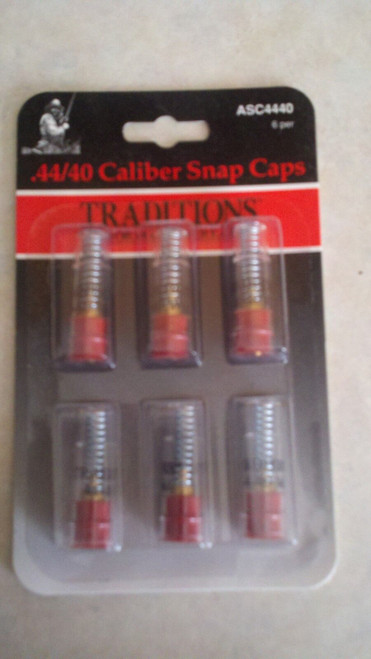 ASC4440
6 per
.44/40 Caliber Snap Caps
TRADITIONS